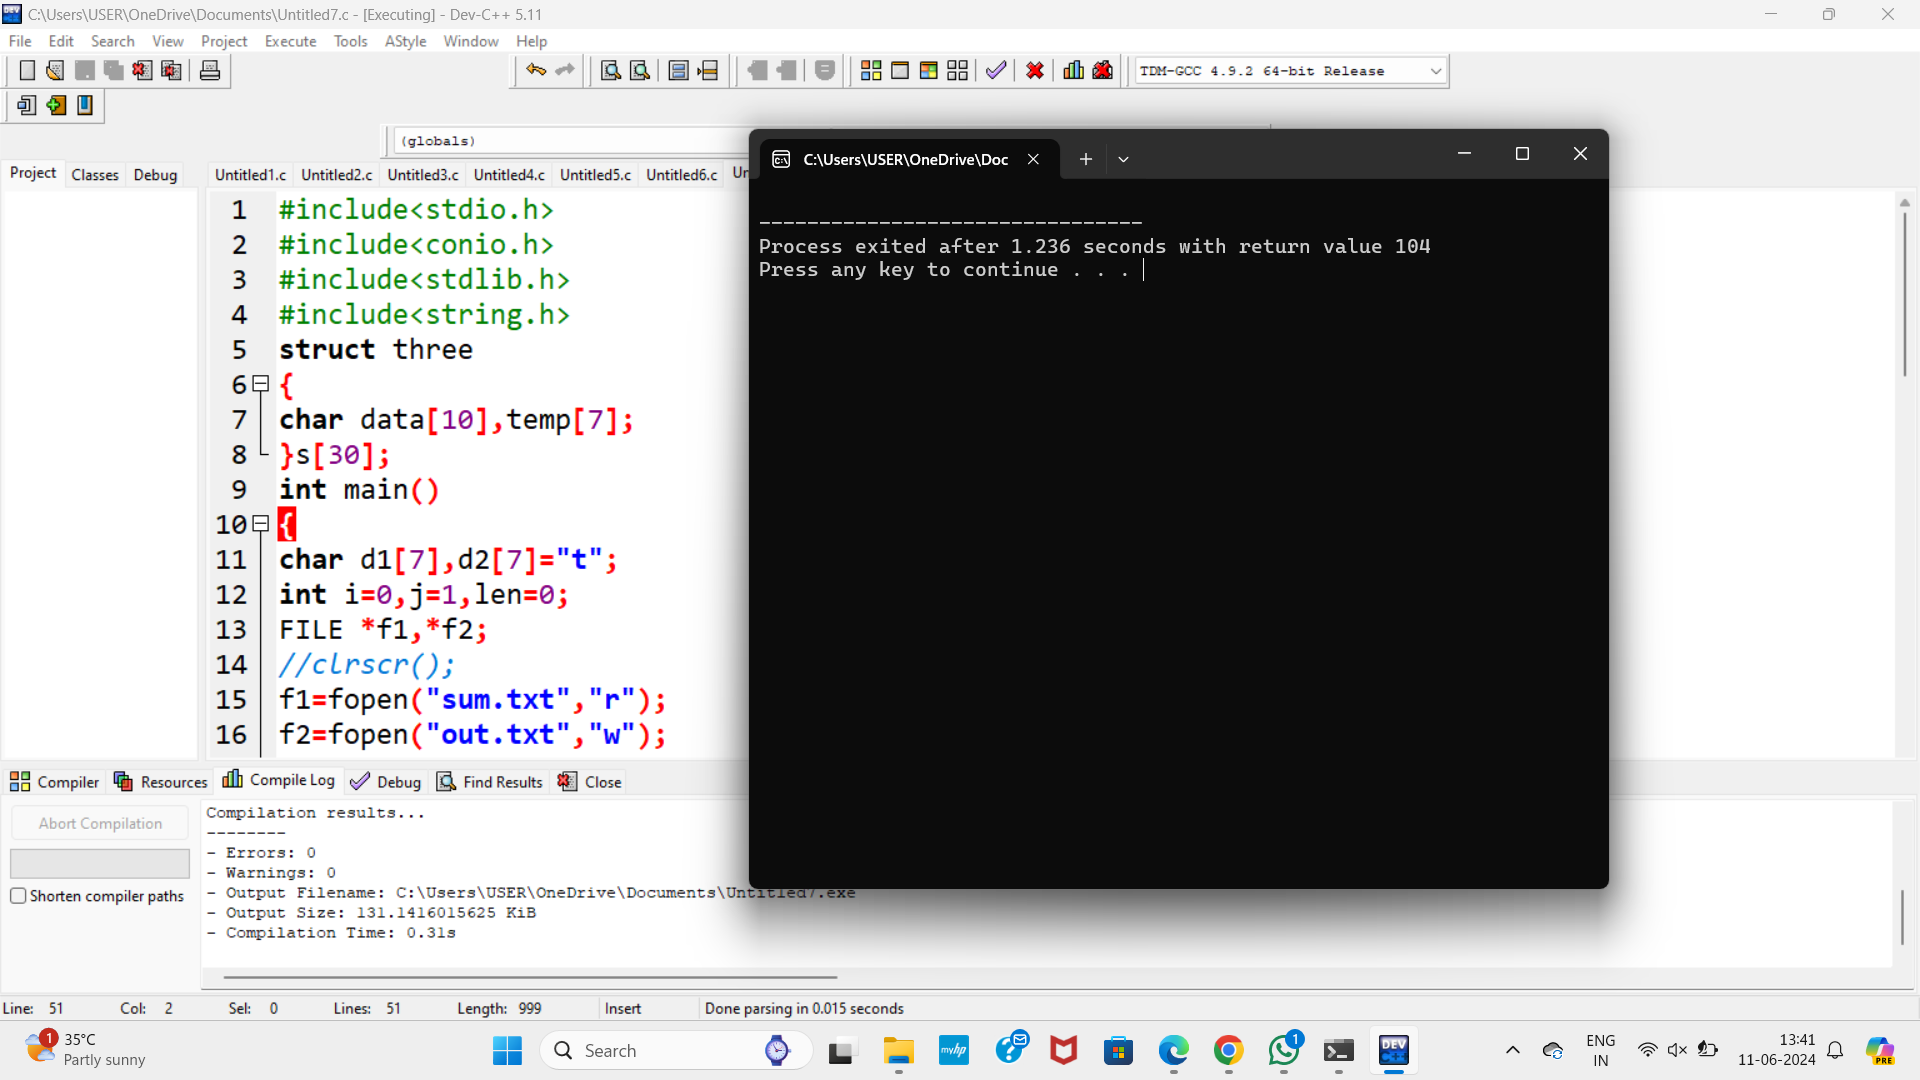 C:\Users\USER\OneDrive\Documents\Untitled7.c - [Executing] - Dev-C++ 5.11
File Edit Search View Project Execute Tools AStyle Window Help
TDM-GCC 4.9.2 64-bit Release
(globals)
Project Classes Debug
Untitled1.c Untitled2.c Untitled3.c Untitled4.c Untitled5.c Untitled6.c Un
1 #include<stdio.h>
2 #include<conio.h>
3 #include<stdlib.h>
4 #include<string.h>
5 struct three
6 {
7 char data[10],temp[7];
8 }s[30];
9 int main()
10 {
11 char d1[7],d2[7]="t";
12 int i=0,j=1,len=0;
13 FILE *f1,*f2;
14 //clrscr();
15 f1=fopen("sum.txt","r");
16 f2=fopen("out.txt","w");
C:\Users\USER\OneDrive\Doc
--------------------------------
Process exited after 1.236 seconds with return value 104
Press any key to continue . . .
Compiler Resources Compile Log Debug Find Results Close
Abort Compilation
Shorten compiler paths
Compilation results...
--------
- Errors: 0
- Warnings: 0
- Output Filename: C:\Users\USER\OneDrive\Documents\Untitled7.exe
- Output Size: 131.1416015625 KiB
- Compilation Time: 0.31s
Line: 51 Col: 2 Sel: 0 Lines: 51 Length: 999 Insert Done parsing in 0.015 seconds
1
35°C
Partly sunny
Search
myhp
1
DEV
C++
ENG
IN
13:41
11-06-2024
PRE